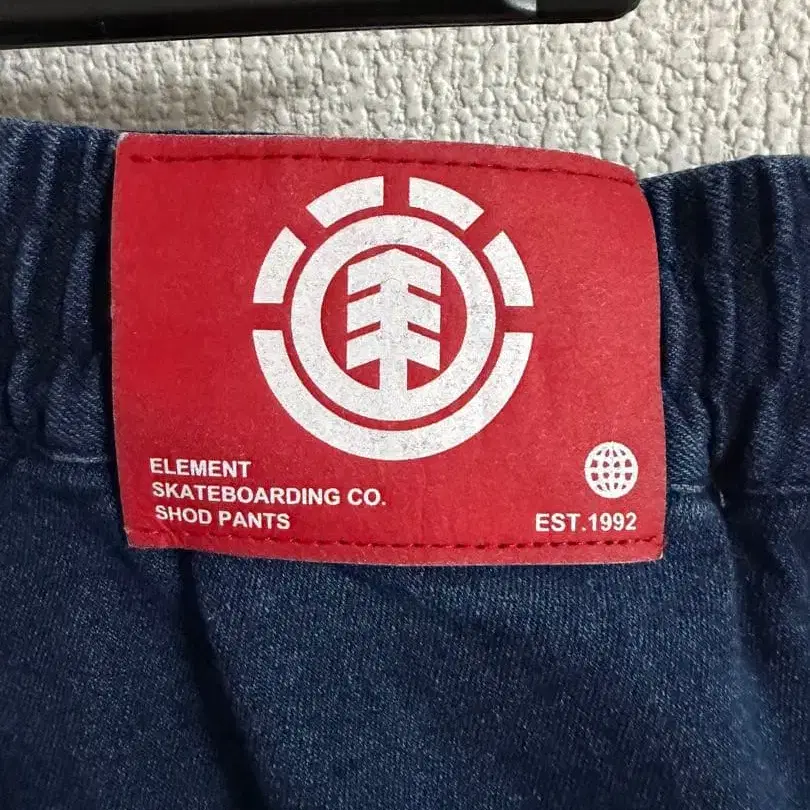 ELEMENT
SKATEBOARDING CO.
SHOD PANTS
EST.1992